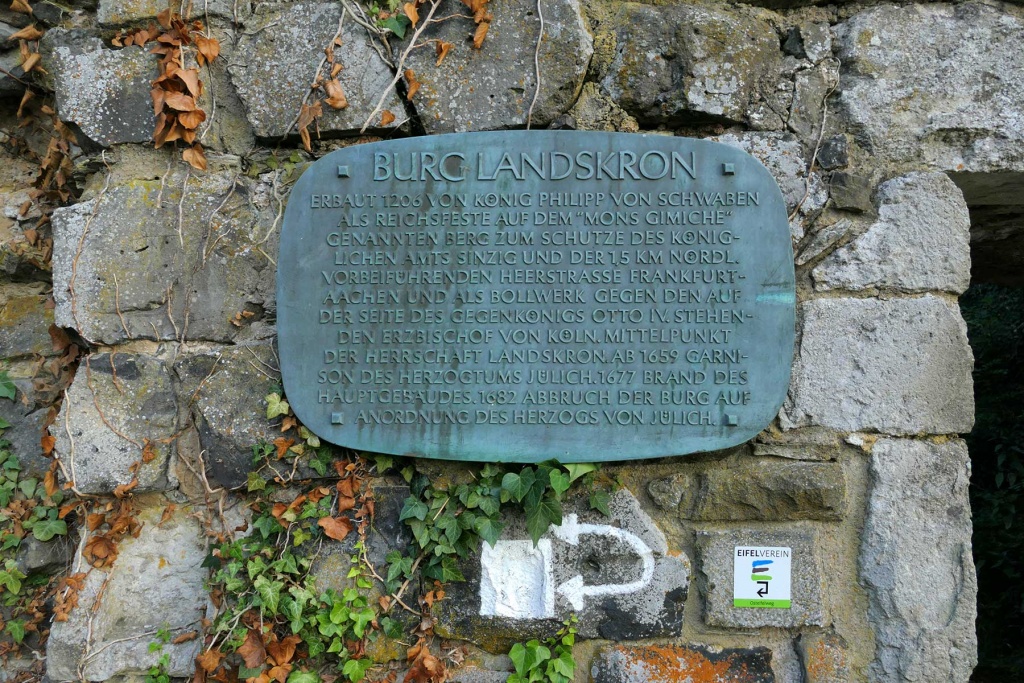 BURG LANDSKRON
ERBAUT 1206 VON KÖNIG PHILIPP VON SCHWABEN
ALS REICHSFESTE AUF DEM "MONS GIMICHE"
GENANNTEN BERG ZUM SCHUTZE DES KÖNIG-
LICHEN AMTS SINZIG UND DER 1,5 KM NÖRDL.
VORBEIFÜHRENDEN HEERSTRASSE FRANKFURT-
AACHEN UND ALS BOLLWERK GEGEN DEN AUF
DER SEITE DES GEGENKÖNIGS OTTO IV. STEHEN-
DEN ERZBISCHOF VON KÖLN. MITTELPUNKT
DER HERRSCHAFT LANDSKRON. AB 1659 GARNI-
SON DES HERZOGTUMS JÜLICH. 1677 BRAND DES
HAUPTGEBÄUDES. 1682 ABBRUCH DER BURG AUF
ANORDNUNG DES HERZOGS VON JÜLICH.
EIFELVEREIN